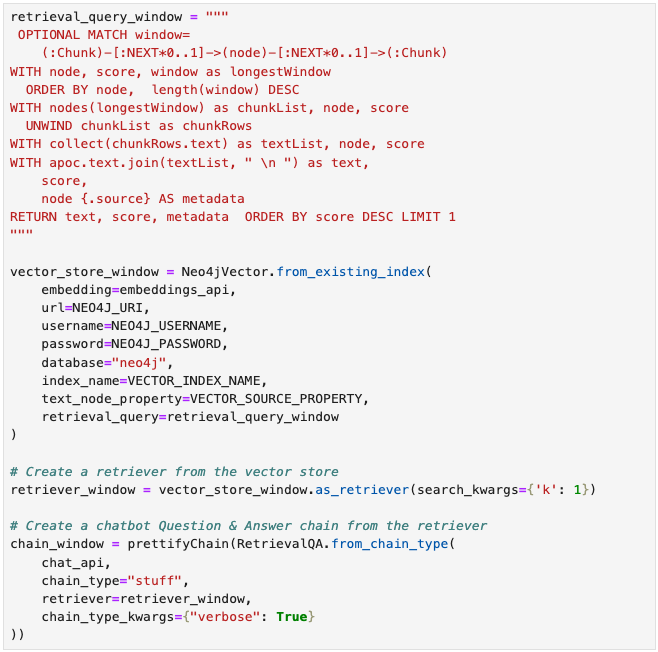 retrieval_query_window = """
 OPTIONAL MATCH window=
    (:Chunk)-[:NEXT*0..1]->(node)-[:NEXT*0..1]->(:Chunk)
WITH node, score, window as longestWindow
  ORDER BY node,  length(window) DESC
WITH nodes(longestWindow) as chunkList, node, score
  UNWIND chunkList as chunkRows
WITH collect(chunkRows.text) as textList, node, score
WITH apoc.text.join(textList, " \n ") as text,
    score,
    node {.source} AS metadata
RETURN text, score, metadata  ORDER BY score DESC LIMIT 1
"""

vector_store_window = Neo4jVector.from_existing_index(
    embedding=embeddings_api,
    url=NEO4J_URI,
    username=NEO4J_USERNAME,
    password=NEO4J_PASSWORD,
    database="neo4j",
    index_name=VECTOR_INDEX_NAME,
    text_node_property=VECTOR_SOURCE_PROPERTY,
    retrieval_query=retrieval_query_window
)

# Create a retriever from the vector store
retriever_window = vector_store_window.as_retriever(search_kwargs={'k': 1})

# Create a chatbot Question & Answer chain from the retriever
chain_window = prettifyChain(RetrievalQA.from_chain_type(
    chat_api,
    chain_type="stuff",
    retriever=retriever_window,
    chain_type_kwargs={"verbose": True}
))